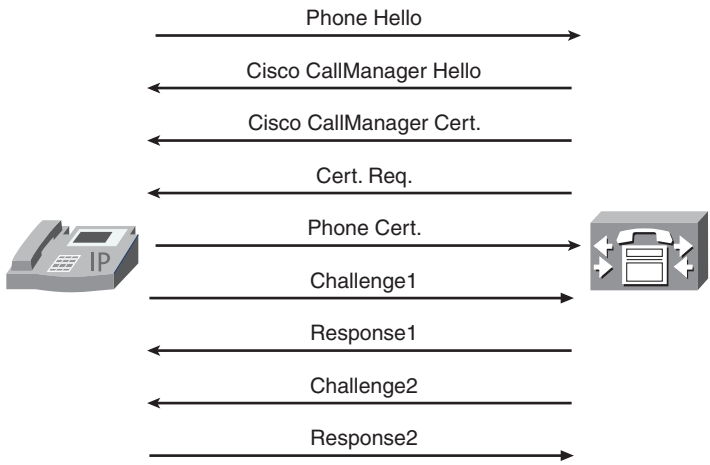 Phone Hello
Cisco CallManager Hello
Cisco CallManager Cert.
Cert. Req.
Phone Cert.
IP
Challenge1
Response1
Challenge2
Response2